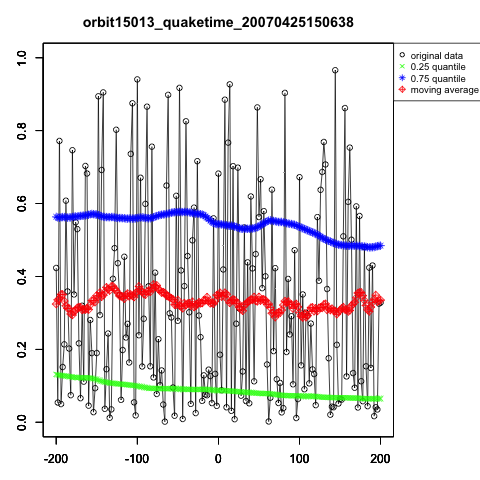 orbit15013_quaketime_20070425150638
original data
0.25 quantile
0.75 quantile
moving average
1.0
0.8
0.6
0.4
0.2
0.0
-200 -100 0 100 200